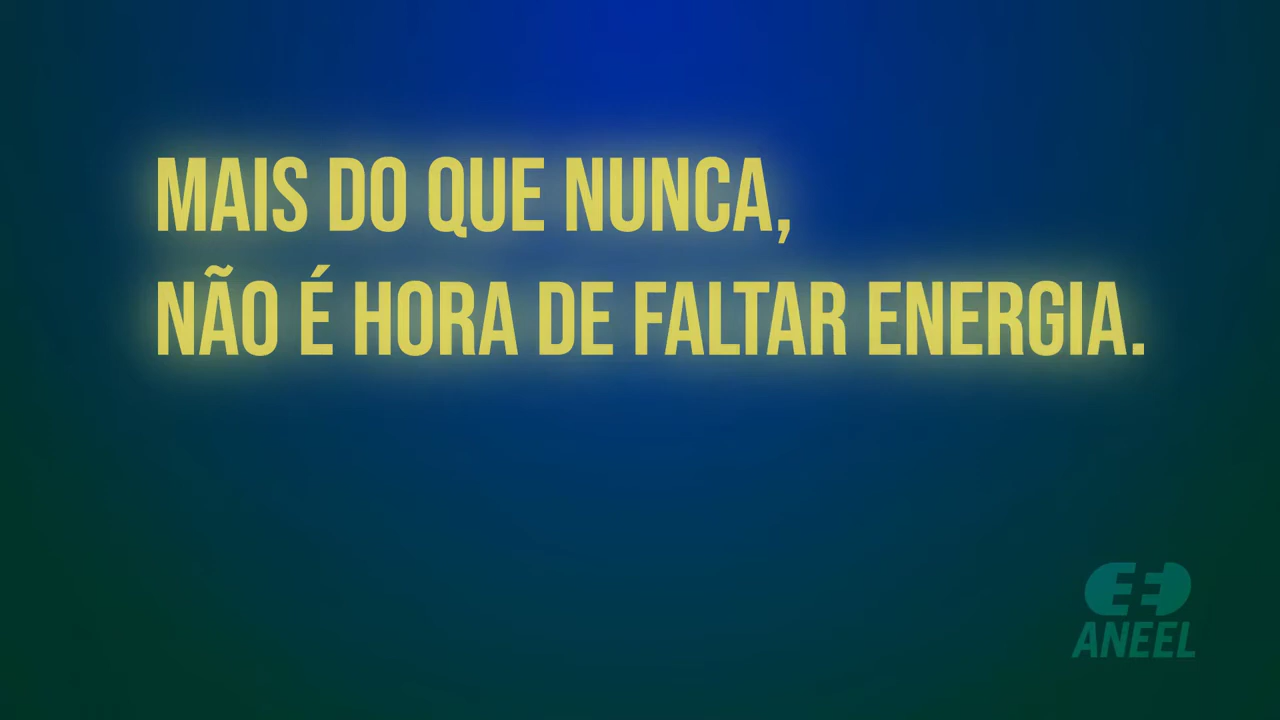 MAIS DO QUE NUNCA,
NÃO É HORA DE FALTAR ENERGIA.
ANEEL